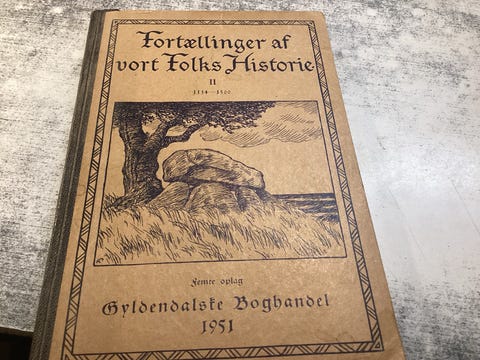 Fortællinger af
vort Folks Historie
II
1134—1500
Femte oplag
Gyldendalske Boghandel
1951